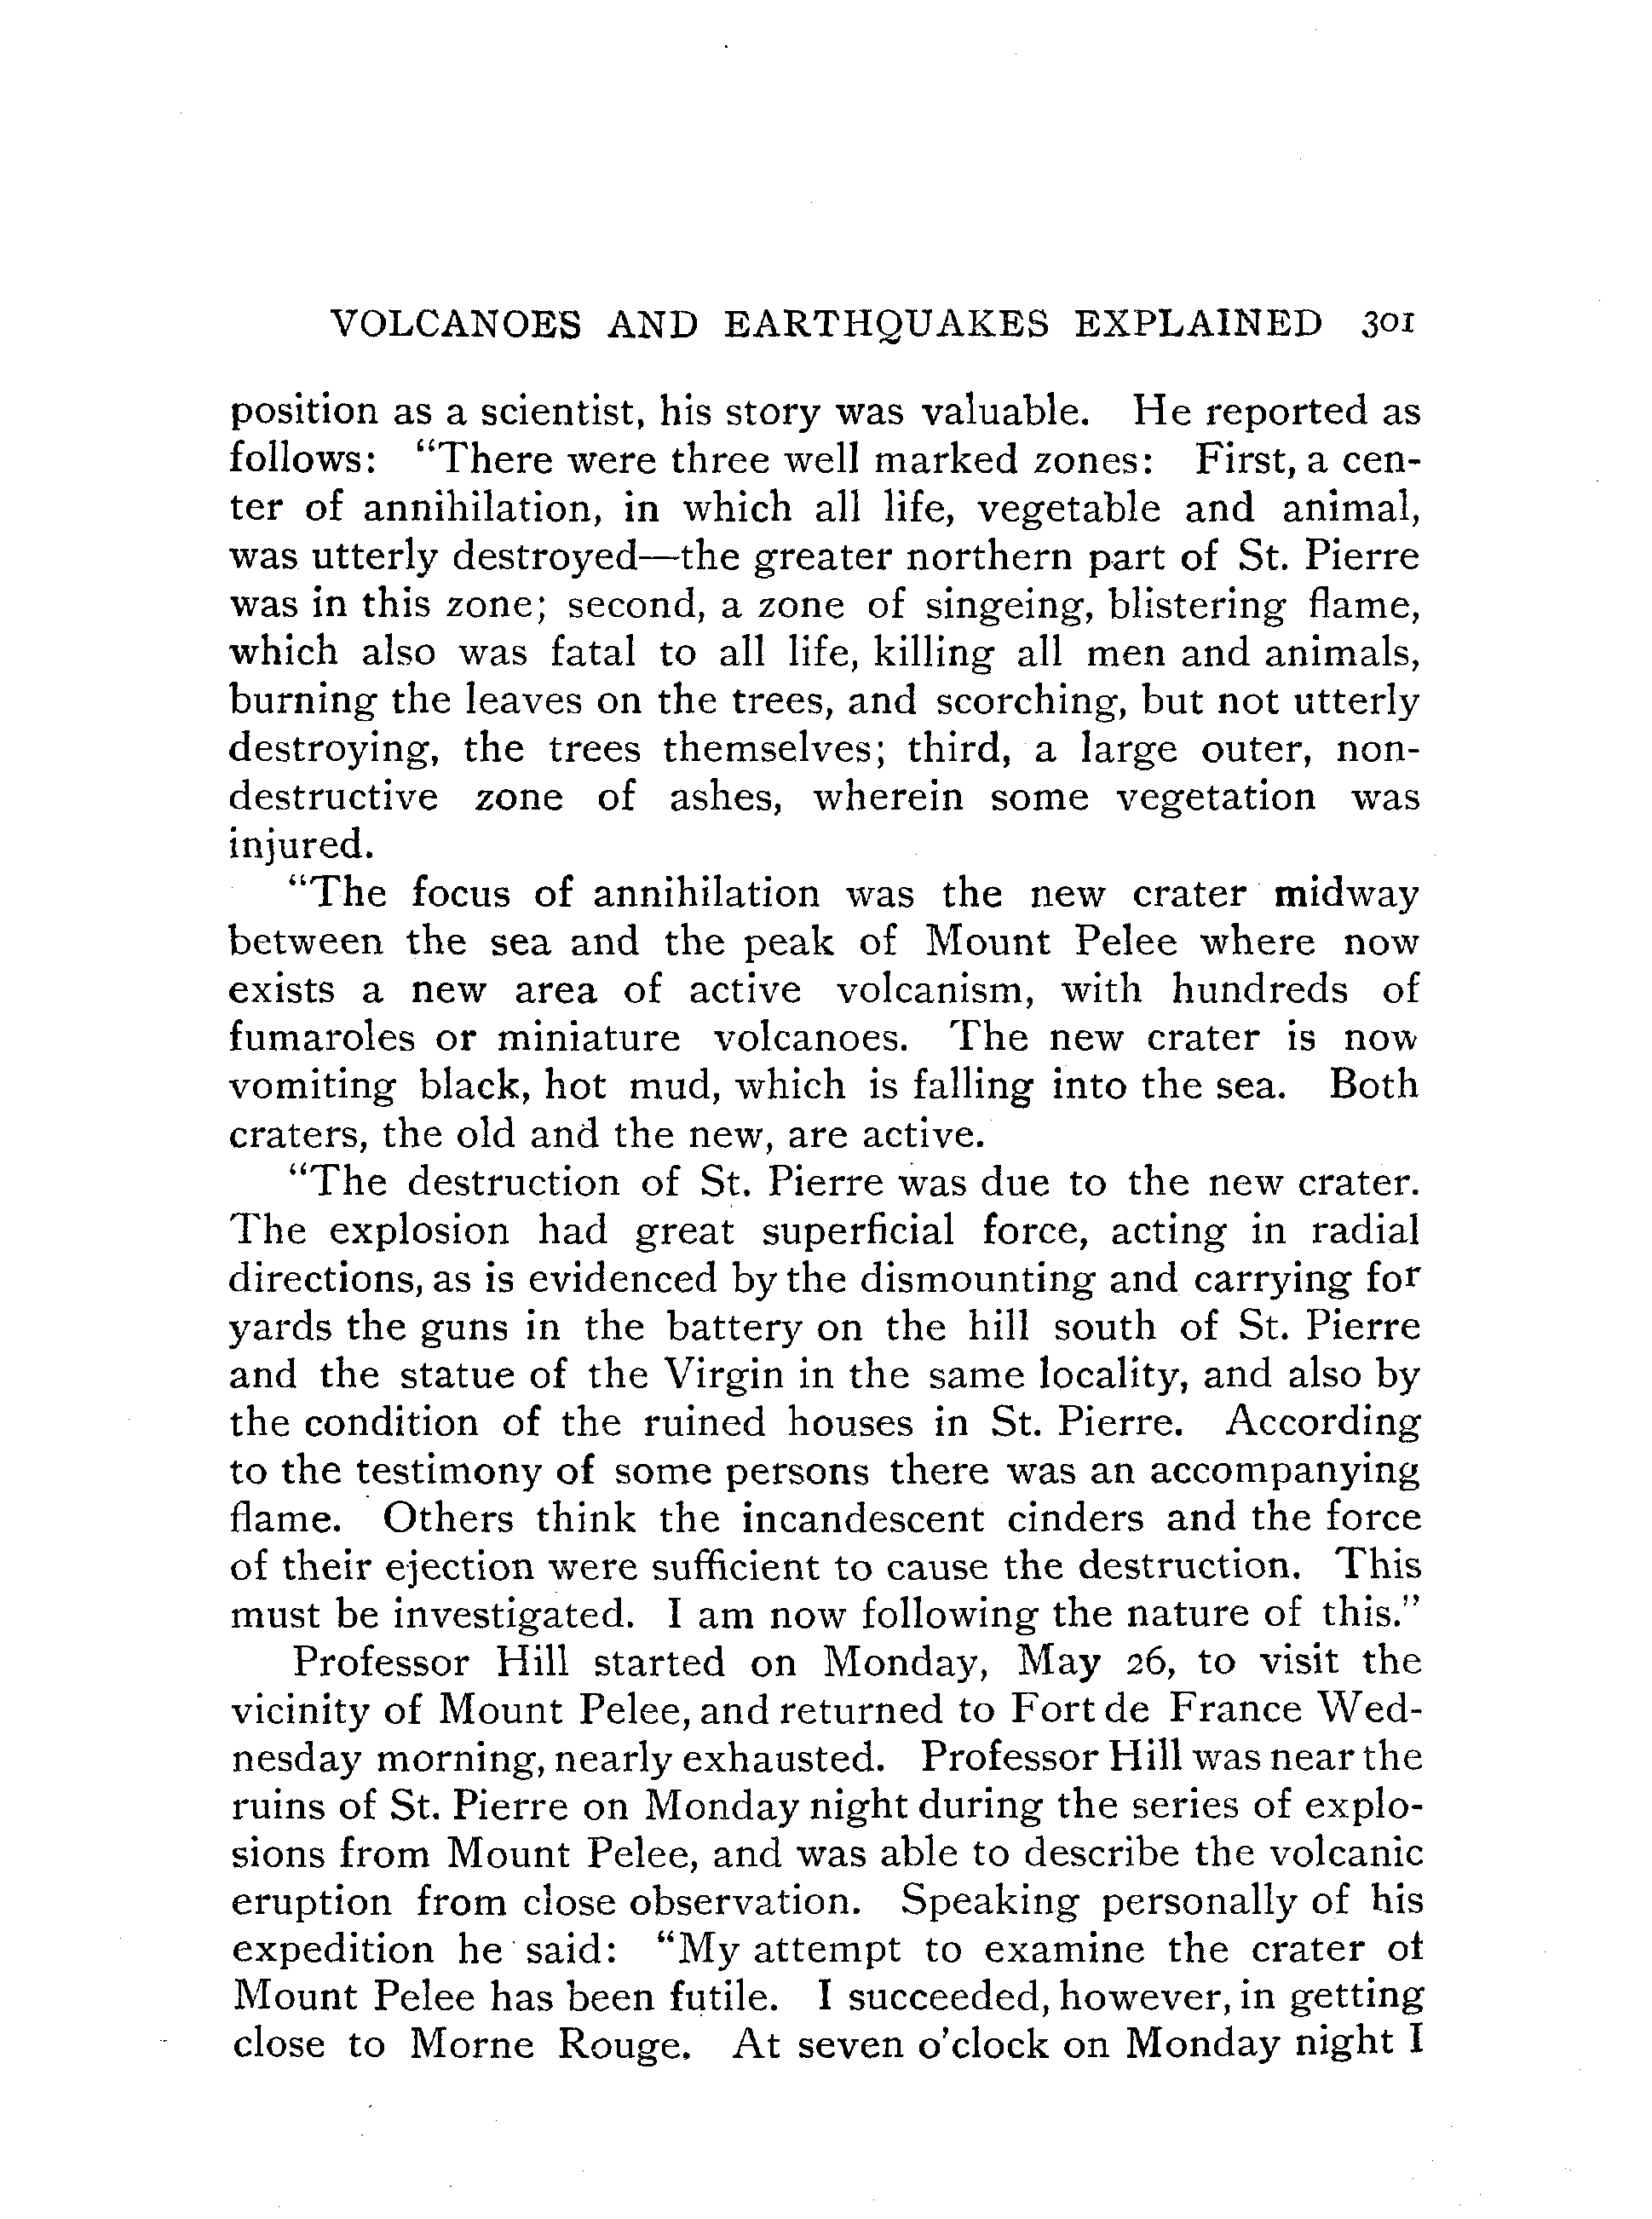 VOLCANOES AND EARTHQUAKES EXPLAINED 301
position as a scientist, his story was valuable. He reported as
follows: “There were three well marked zones: First, a cen-
ter of annihilation, in which all life, vegetable and animal,
was utterly destroyed—the greater northern part of St. Pierre
was in this zone; second, a zone of singeing, blistering flame,
which also was fatal to all life, killing all men and animals,
burning the leaves on the trees, and scorching, but not utterly
destroying, the trees themselves; third, a large outer, non-
destructive zone of ashes, wherein some vegetation was
injured.
“The focus of annihilation was the new crater midway
between the sea and the peak of Mount Pelee where now
exists a new area of active volcanism, with hundreds of
fumaroles or miniature volcanoes. The new crater is now
vomiting black, hot mud, which is falling into the sea. Both
craters, the old and the new, are active.
“The destruction of St. Pierre was due to the new crater.
The explosion had great superficial force, acting in radial
directions, as is evidenced by the dismounting and carrying for
yards the guns in the battery on the hill south of St. Pierre
and the statue of the Virgin in the same locality, and also by
the condition of the ruined houses in St. Pierre. According
to the testimony of some persons there was an accompanying
flame. Others think the incandescent cinders and the force
of their ejection were sufficient to cause the destruction. This
must be investigated. I am now following the nature of this.”
Professor Hill started on Monday, May 26, to visit the
vicinity of Mount Pelee, and returned to Fort de France Wed-
nesday morning, nearly exhausted. Professor Hill was near the
ruins of St. Pierre on Monday night during the series of explo-
sions from Mount Pelee, and was able to describe the volcanic
eruption from close observation. Speaking personally of his
expedition he said: “My attempt to examine the crater of
Mount Pelee has been futile. I succeeded, however, in getting
close to Morne Rouge. At seven o’clock on Monday night I